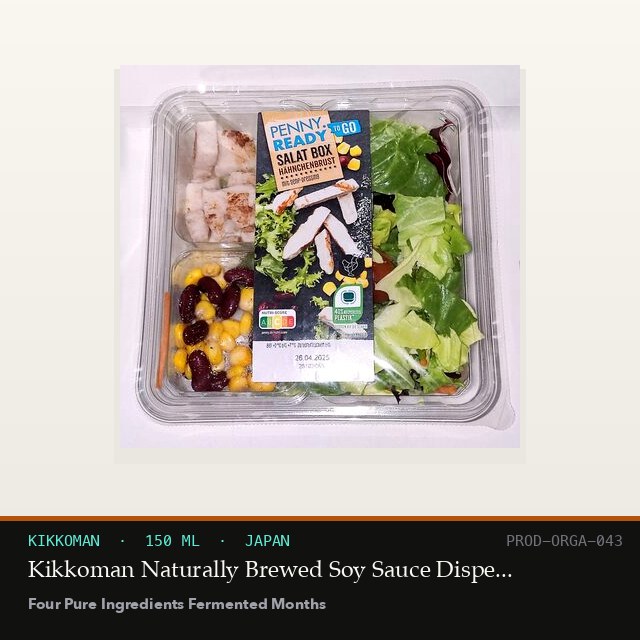 PENNY.
READY TO GO
SALAT BOX
HÄHNCHENBRUST
NUTRI-SCORE
PLASTIK
26.04.2025
KIKKOMAN · 150 ML · JAPAN
PROD-ORGA-043
Kikkoman Naturally Brewed Soy Sauce Dispe...
Four Pure Ingredients Fermented Months